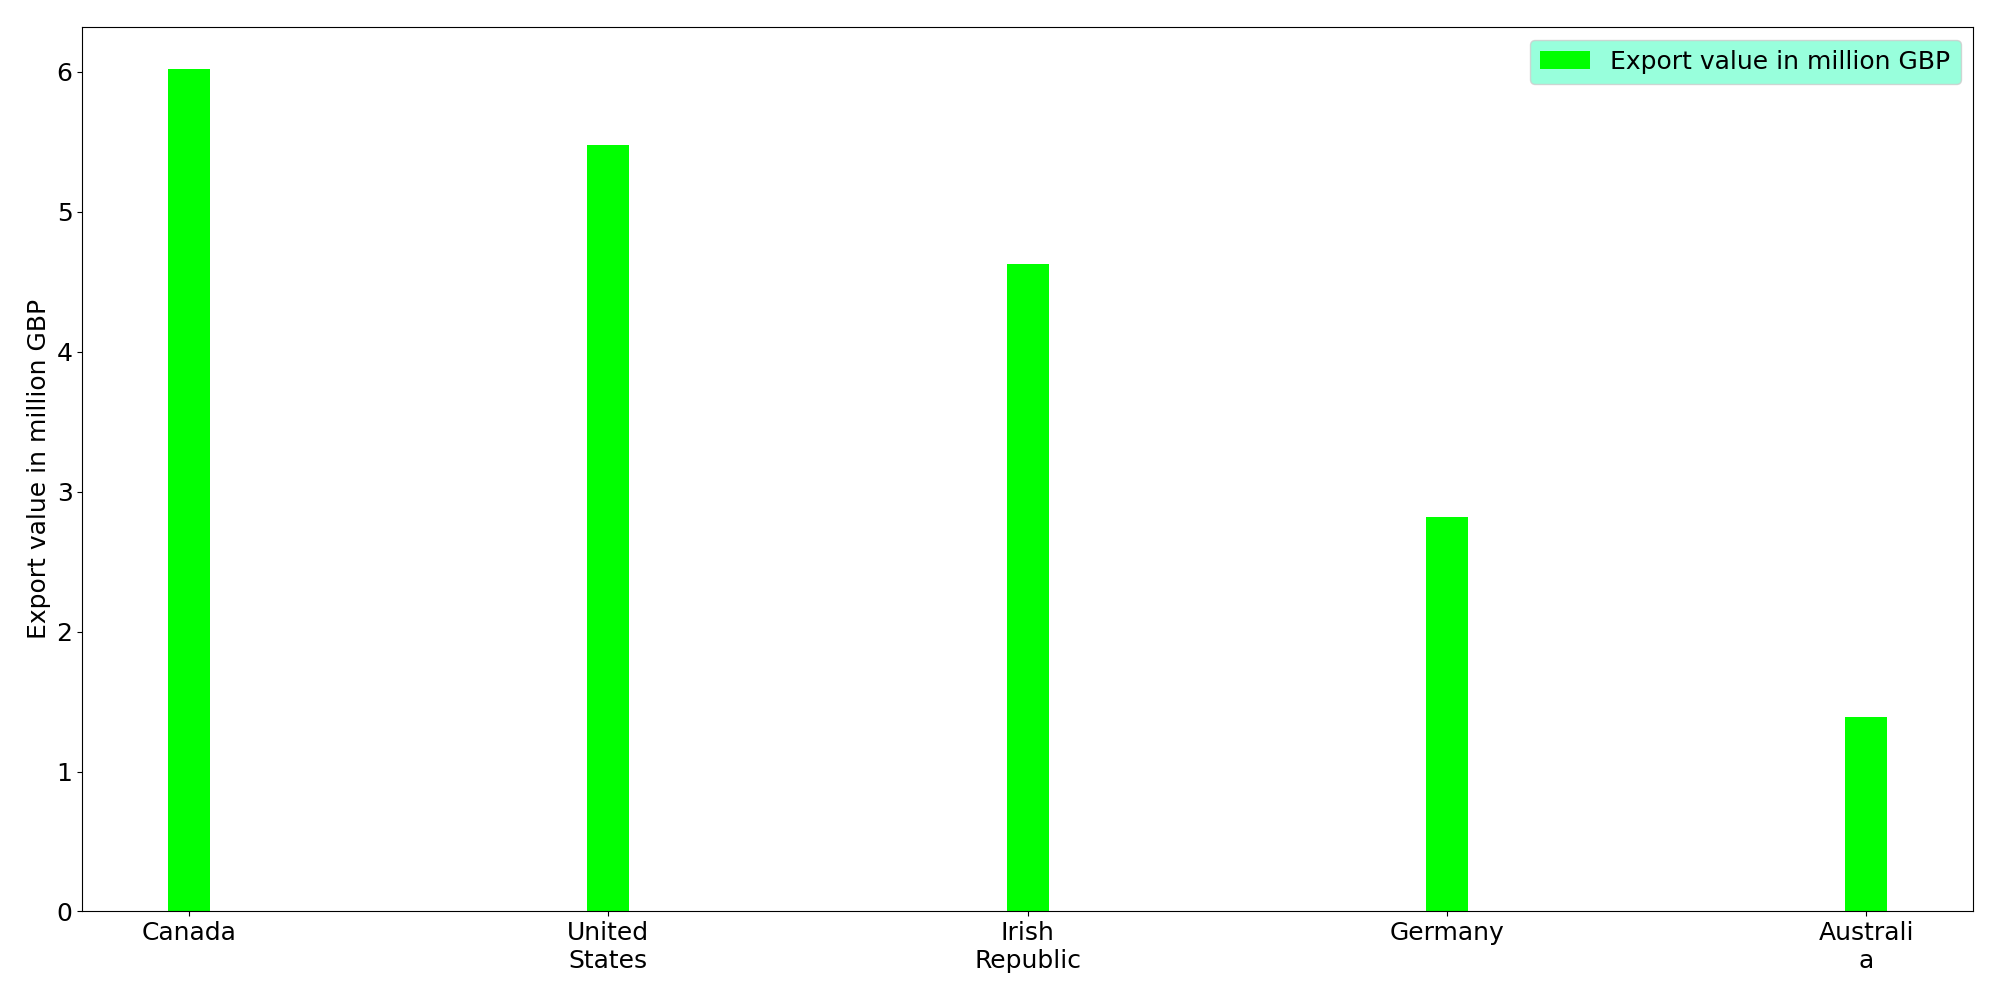 Export value in million GBP
Export value in million GBP
6
5
4
3
2
1
0
Canada
United
States
Irish
Republic
Germany
Australi
a